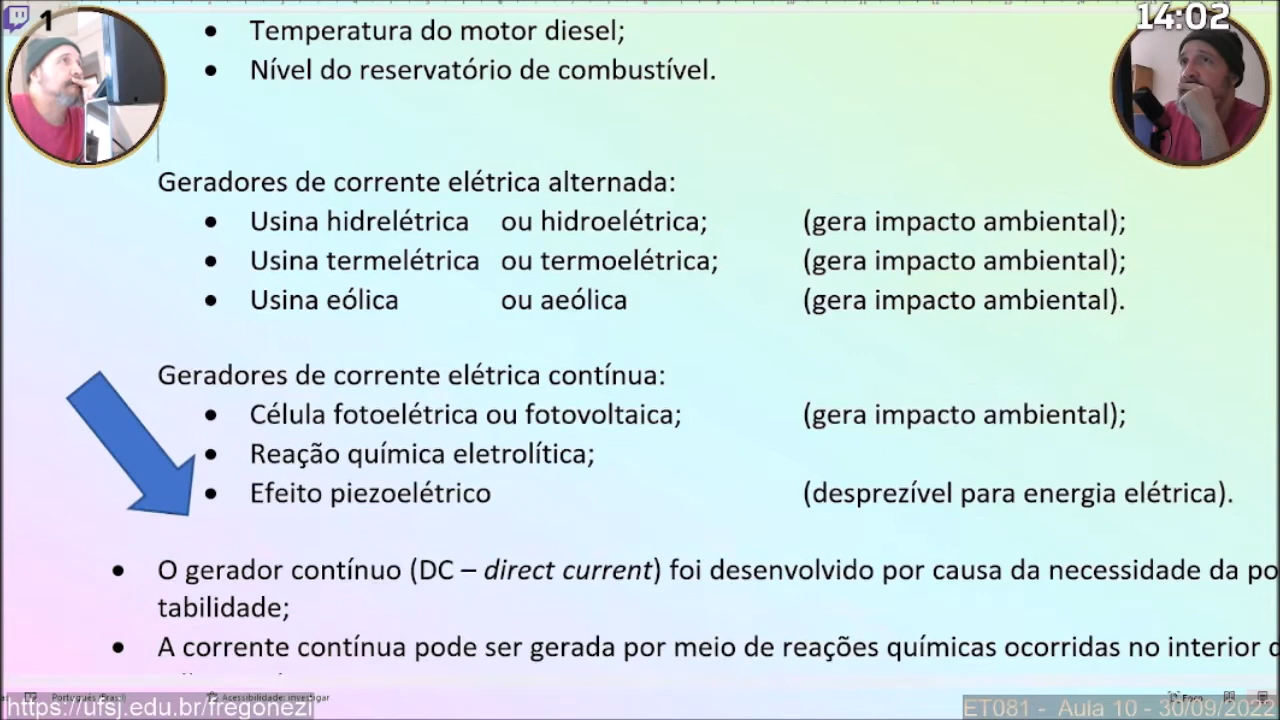 1
14:02
• Temperatura do motor diesel;
• Nível do reservatório de combustível.
Geradores de corrente elétrica alternada:
• Usina hidrelétrica ou hidroelétrica; (gera impacto ambiental);
• Usina termelétrica ou termoelétrica; (gera impacto ambiental);
• Usina eólica ou aeólica (gera impacto ambiental).
Geradores de corrente elétrica contínua:
• Célula fotoelétrica ou fotovoltaica; (gera impacto ambiental);
• Reação química eletrolítica;
• Efeito piezoelétrico (desprezível para energia elétrica).
• O gerador contínuo (DC – direct current) foi desenvolvido por causa da necessidade da po
tabilidade;
• A corrente contínua pode ser gerada por meio de reações químicas ocorridas no interior d
Português (Brasil) Acessibilidade: investigar Foco
https://ufsj.edu.br/fregonezi
ET081 - Aula 10 - 30/09/2022